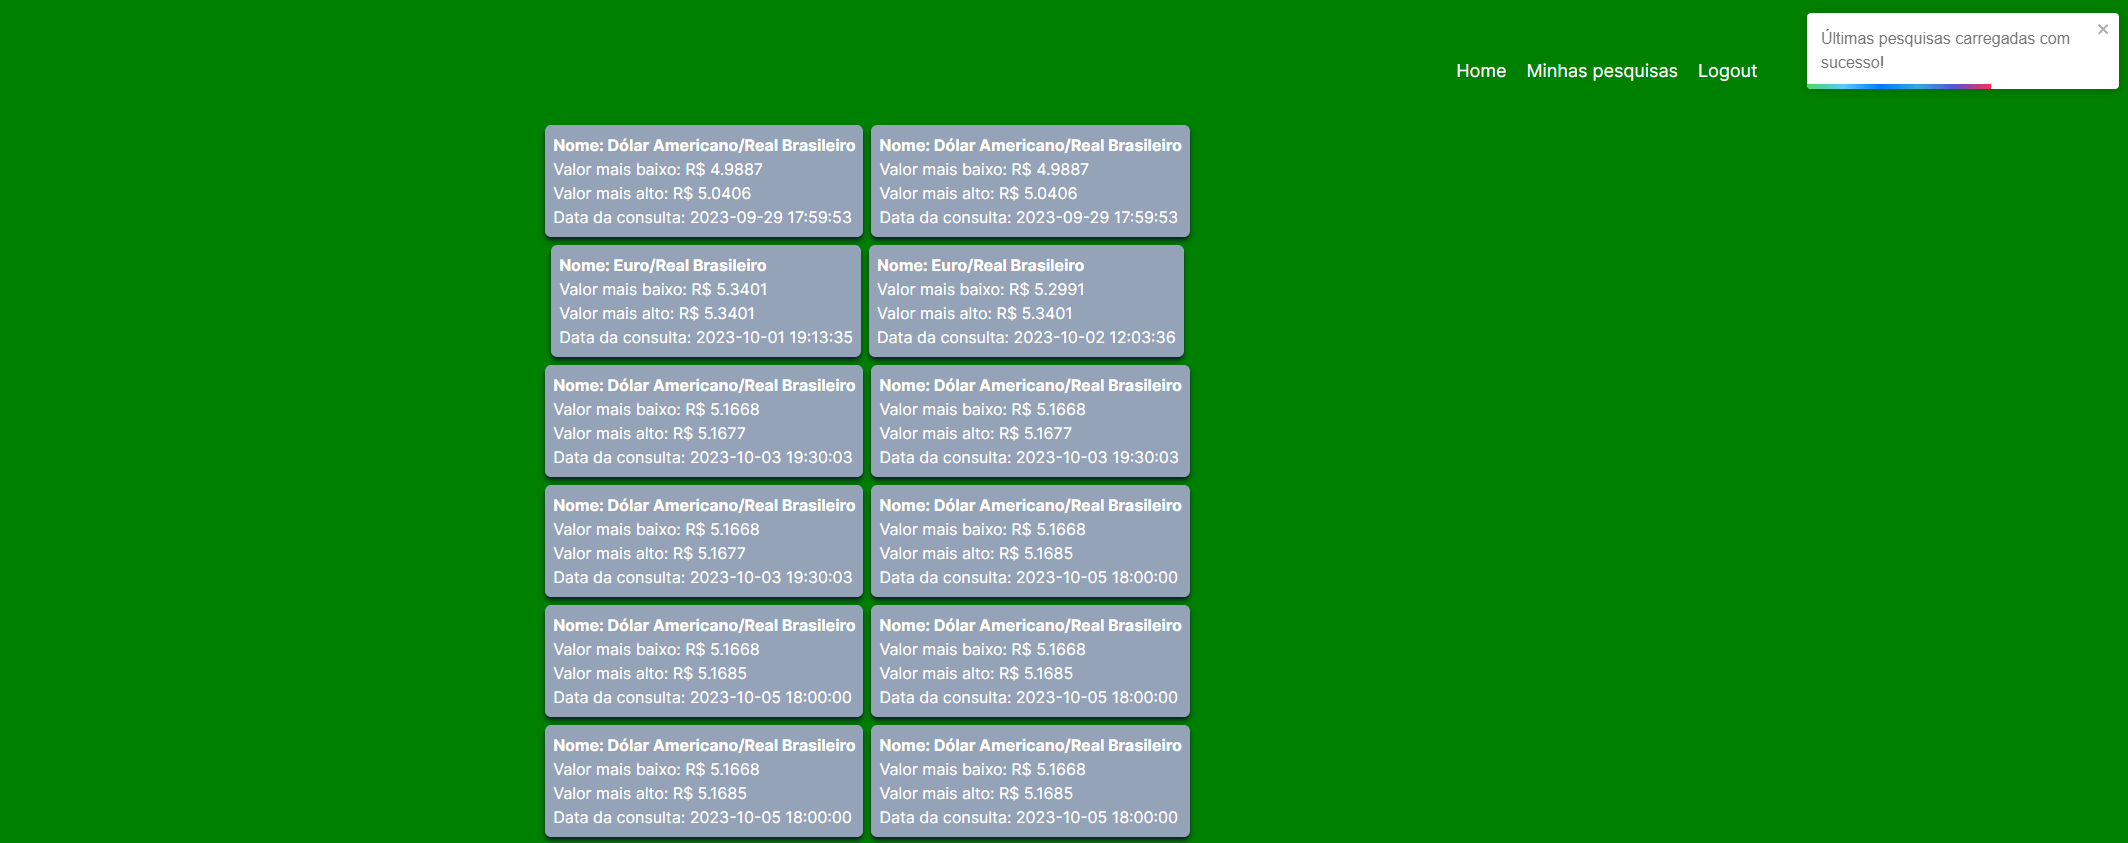 Home Minhas pesquisas Logout
Últimas pesquisas carregadas com
sucesso!
Nome: Dólar Americano/Real Brasileiro
Valor mais baixo: R$ 4.9887
Valor mais alto: R$ 5.0406
Data da consulta: 2023-09-29 17:59:53
Nome: Dólar Americano/Real Brasileiro
Valor mais baixo: R$ 4.9887
Valor mais alto: R$ 5.0406
Data da consulta: 2023-09-29 17:59:53
Nome: Euro/Real Brasileiro
Valor mais baixo: R$ 5.3401
Valor mais alto: R$ 5.3401
Data da consulta: 2023-10-01 19:13:35
Nome: Euro/Real Brasileiro
Valor mais baixo: R$ 5.2991
Valor mais alto: R$ 5.3401
Data da consulta: 2023-10-02 12:03:36
Nome: Dólar Americano/Real Brasileiro
Valor mais baixo: R$ 5.1668
Valor mais alto: R$ 5.1677
Data da consulta: 2023-10-03 19:30:03
Nome: Dólar Americano/Real Brasileiro
Valor mais baixo: R$ 5.1668
Valor mais alto: R$ 5.1677
Data da consulta: 2023-10-03 19:30:03
Nome: Dólar Americano/Real Brasileiro
Valor mais baixo: R$ 5.1668
Valor mais alto: R$ 5.1677
Data da consulta: 2023-10-03 19:30:03
Nome: Dólar Americano/Real Brasileiro
Valor mais baixo: R$ 5.1668
Valor mais alto: R$ 5.1685
Data da consulta: 2023-10-05 18:00:00
Nome: Dólar Americano/Real Brasileiro
Valor mais baixo: R$ 5.1668
Valor mais alto: R$ 5.1685
Data da consulta: 2023-10-05 18:00:00
Nome: Dólar Americano/Real Brasileiro
Valor mais baixo: R$ 5.1668
Valor mais alto: R$ 5.1685
Data da consulta: 2023-10-05 18:00:00
Nome: Dólar Americano/Real Brasileiro
Valor mais baixo: R$ 5.1668
Valor mais alto: R$ 5.1685
Data da consulta: 2023-10-05 18:00:00
Nome: Dólar Americano/Real Brasileiro
Valor mais baixo: R$ 5.1668
Valor mais alto: R$ 5.1685
Data da consulta: 2023-10-05 18:00:00